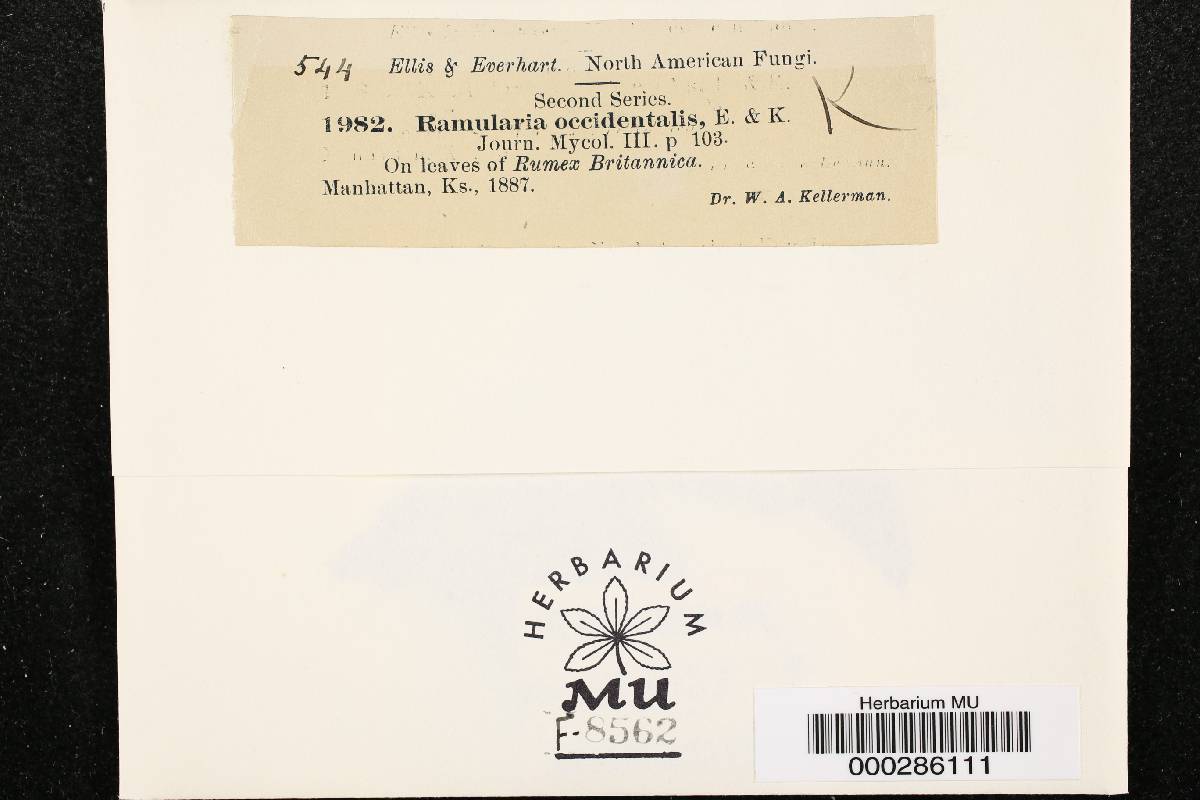 544 Ellis & Everhart. North American Fungi.
K
Second Series.
1982. Ramularia occidentalis, E. & K.
Journ. Mycol. III. p 103.
On leaves of Rumex Britannica.
Manhattan, Ks., 1887.
Dr. W. A. Kellerman.
HERBARIUM
MU
F-8562
Herbarium MU
000286111